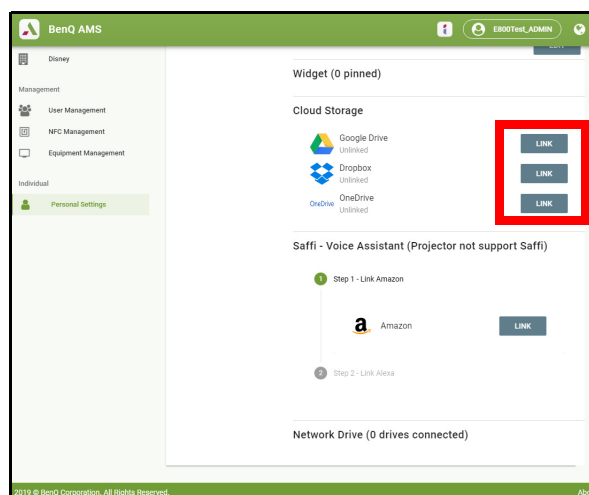 BenQ AMS
E800Test_ADMIN
Disney
Management
User Management
NFC Management
Equipment Management
Individual
Personal Settings
Widget (0 pinned)
Cloud Storage
Google Drive
Unlinked
LINK
Dropbox
Unlinked
LINK
OneDrive
OneDrive
Unlinked
LINK
Saffi - Voice Assistant (Projector not support Saffi)
1 Step 1 - Link Amazon
a Amazon
LINK
2 Step 2 - Link Alexa
Network Drive (0 drives connected)
2019 © BenQ Corporation. All Rights Reserved.